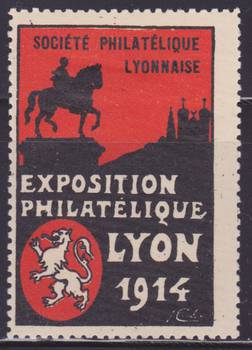 SOCIÉTÉ PHILATÉLIQUE
LYONNAISE
EXPOSITION
PHILATÉLIQUE
LYON
1914